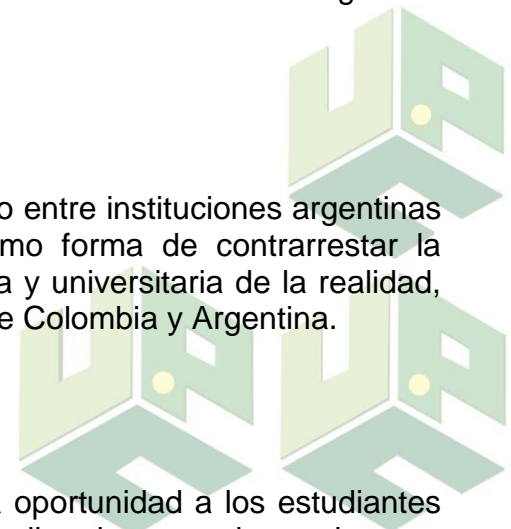 o entre instituciones argentinas
mo forma de contrarrestar la
a y universitaria de la realidad,
e Colombia y Argentina.
oportunidad a los estudiantes